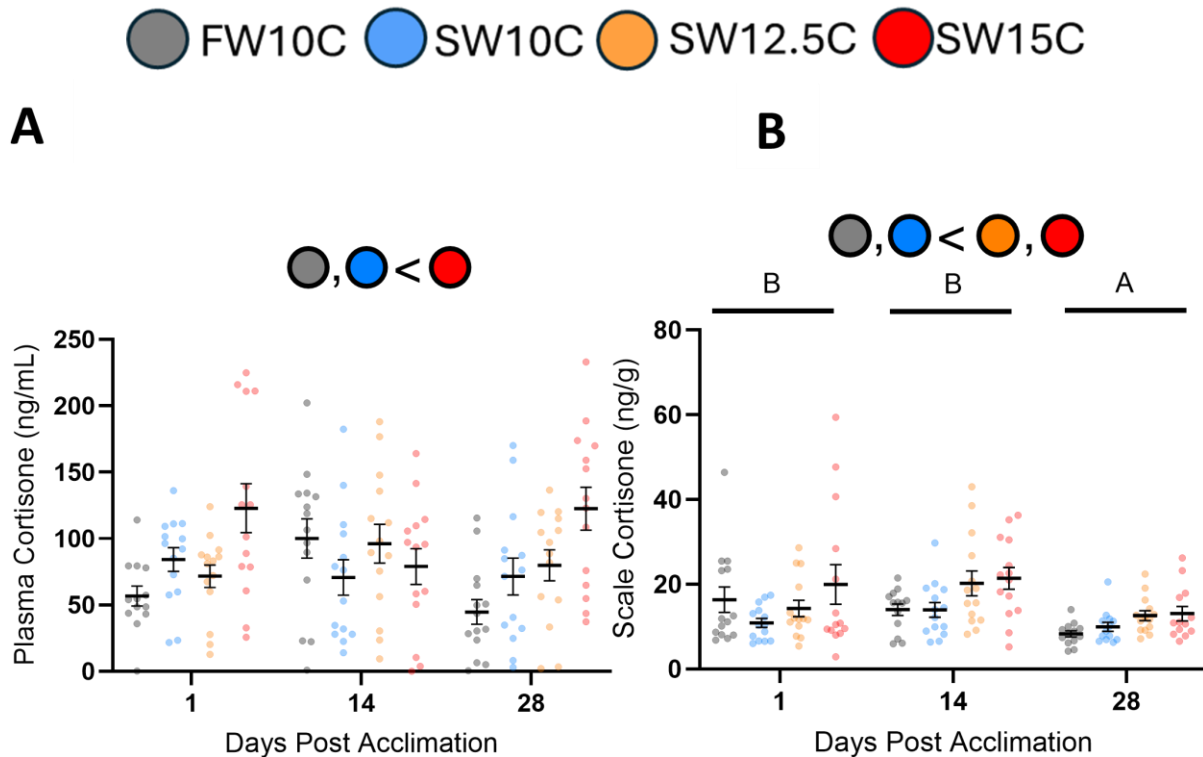 FW10C SW10C SW12.5C SW15C
A
B
, <
, < ,
B B A
250
200
150
100
50
0
Plasma Cortisone (ng/mL)
1 14 28
Days Post Acclimation
80
60
40
20
0
Scale Cortisone (ng/g)
1 14 28
Days Post Acclimation